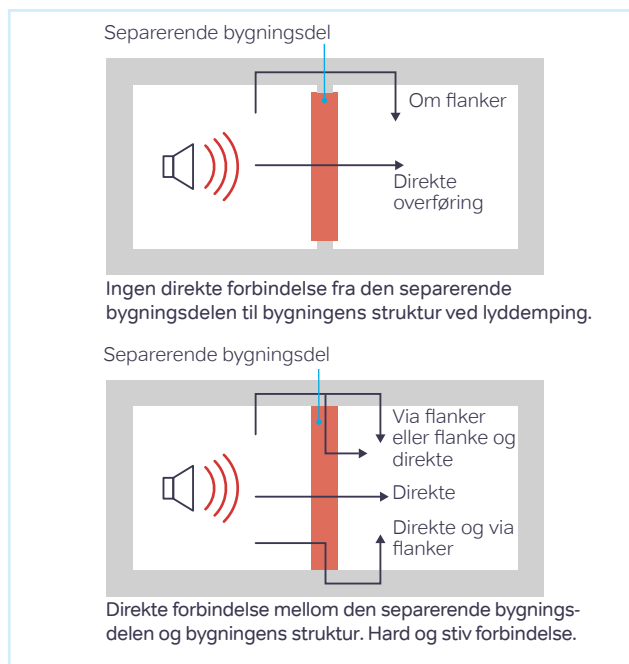 Separerende bygningsdel
Om flanker
Direkte
overføring
Ingen direkte forbindelse fra den separerende
bygningsdelen til bygningens struktur ved lyddemping.
Separerende bygningsdel
Via flanker
eller flanke og
direkte
Direkte
Direkte og via
flanker
Direkte forbindelse mellom den separerende bygnings-
delen og bygningens struktur. Hard og stiv forbindelse.